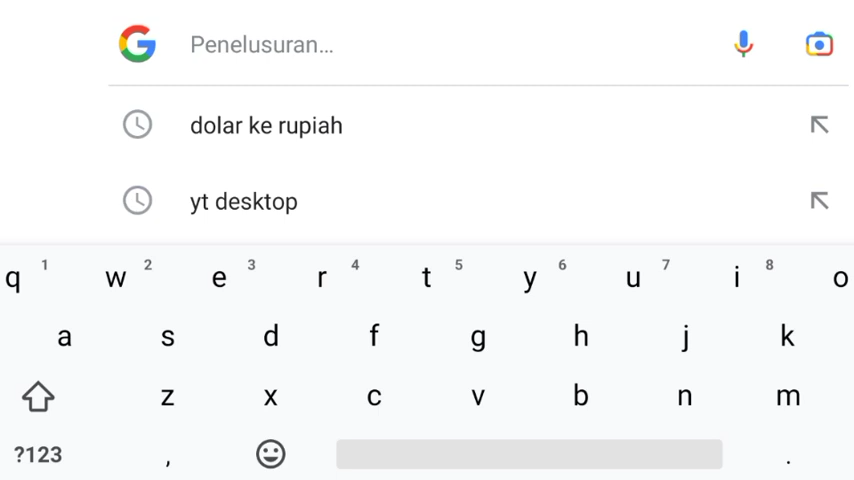 Penelusuran...
dolar ke rupiah
yt desktop
q 1 w 2 e 3 r 4 t 5 y 6 u 7 i 8 o
a s d f g h j k
z x c v b n m
?123 , .